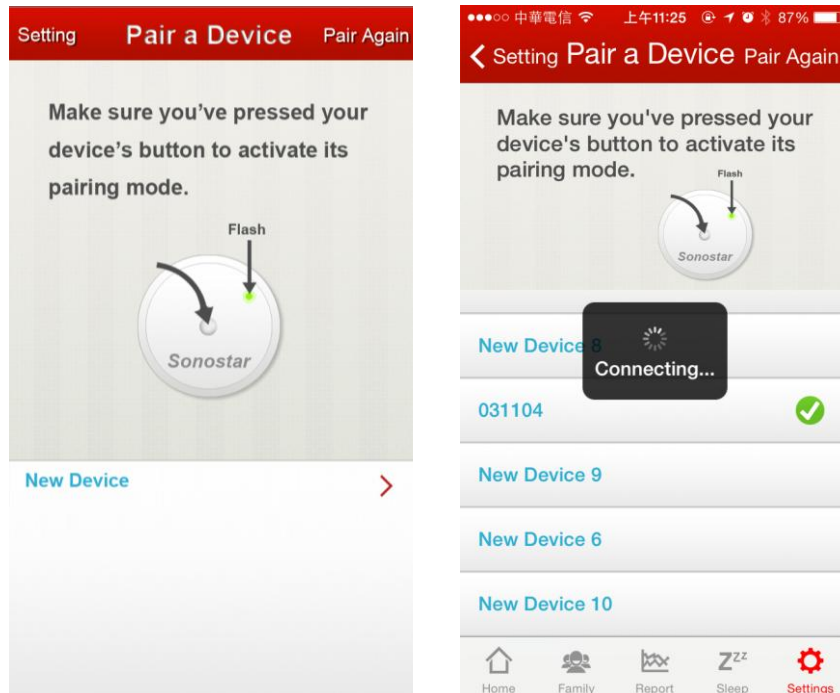 Setting Pair a Device Pair Again
Make sure you’ve pressed your
device’s button to activate its
pairing mode.
Flash
Sonostar
New Device
中華電信 上午11:25 87%
Setting Pair a Device Pair Again
Make sure you've pressed your
device's button to activate its
pairing mode.
Flash
Sonostar
New Device 8
Connecting...
031104
New Device 9
New Device 6
New Device 10
Home Family Report Sleep Settings